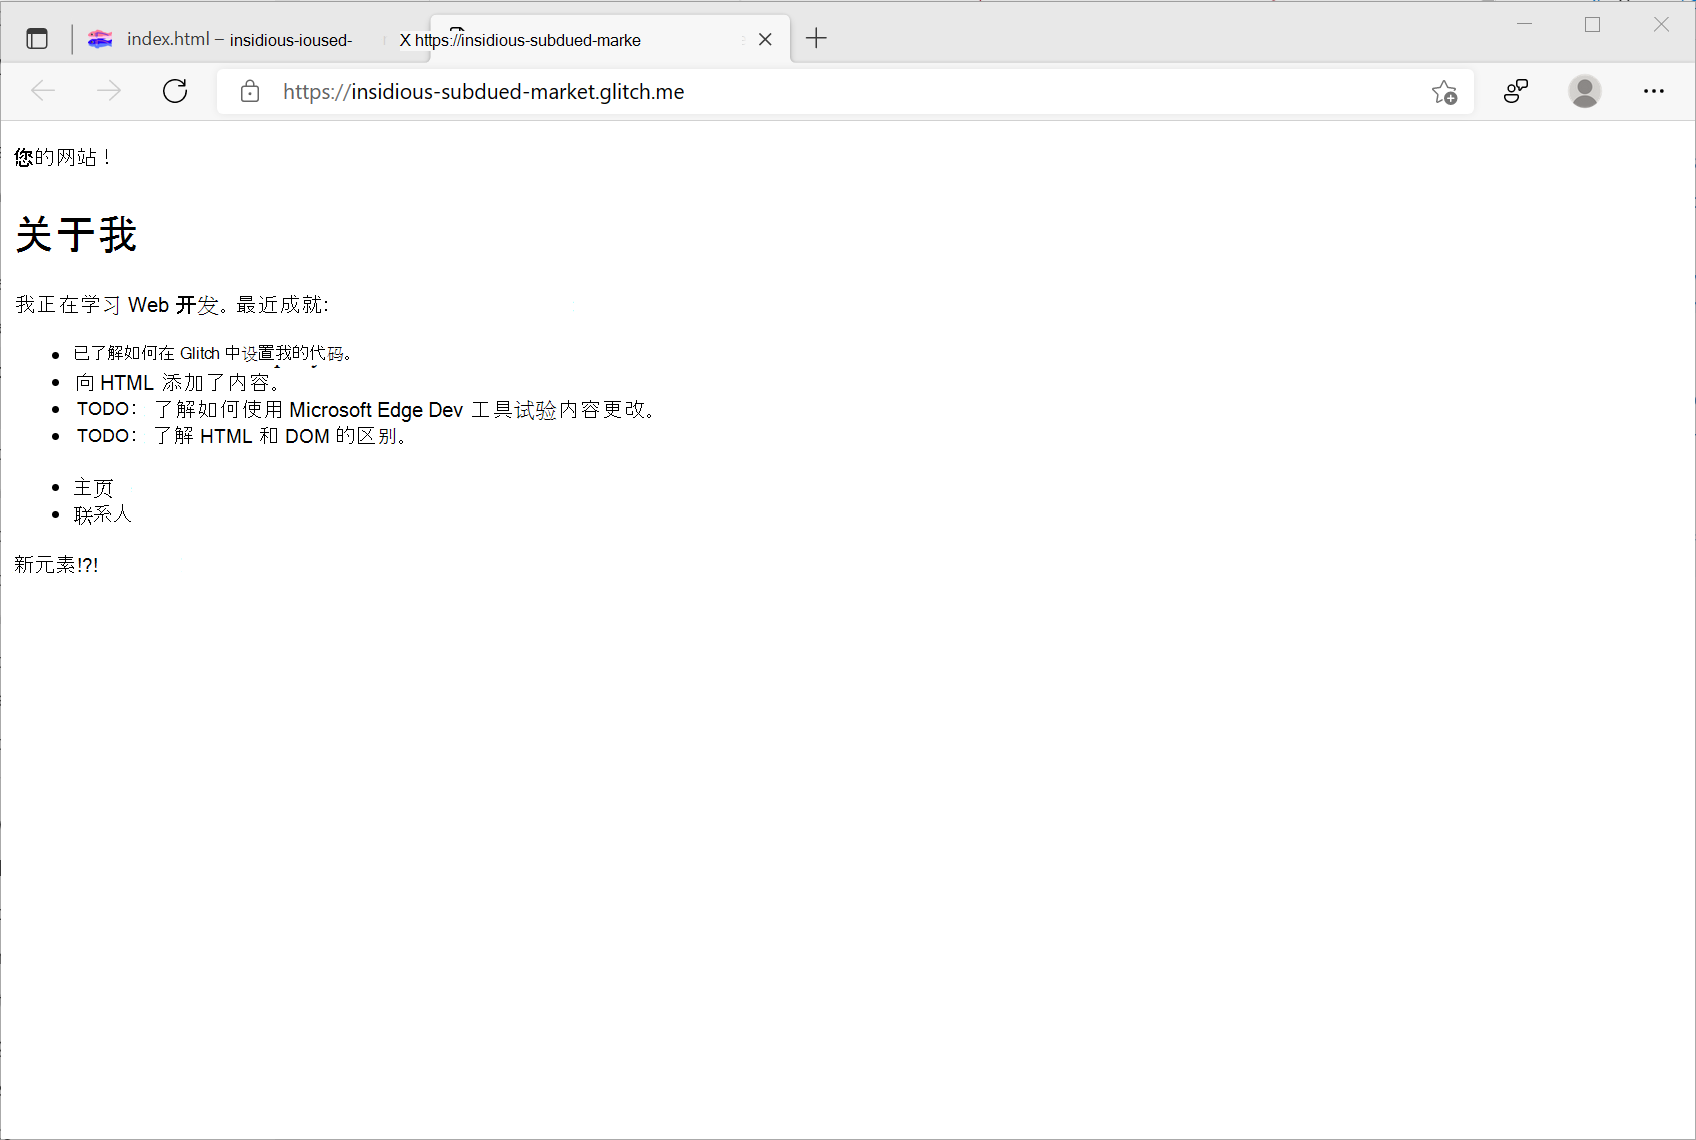 index.html – insidious-ioused-
X https://insidious-subdued-marke
https://insidious-subdued-market.glitch.me
您的网站！
关于我
我正在学习 Web 开发。最近成就:
已了解如何在 Glitch 中设置我的代码。
向 HTML 添加了内容。
TODO： 了解如何使用 Microsoft Edge Dev 工具试验内容更改。
TODO： 了解 HTML 和 DOM 的区别。
主页
联系人
新元素!?!